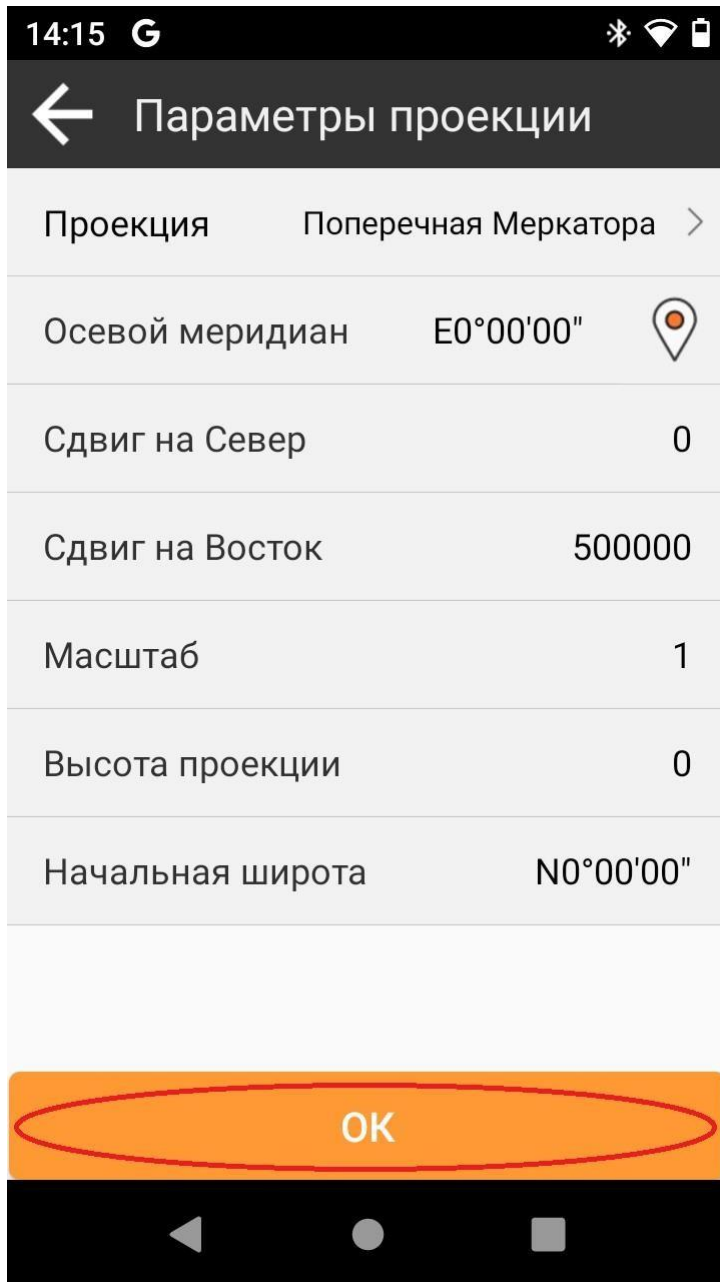 14:15 G
Параметры проекции
Проекция Поперечная Меркатора
Осевой меридиан E0°00'00"
Сдвиг на Север 0
Сдвиг на Восток 500000
Масштаб 1
Высота проекции 0
Начальная широта N0°00'00"
ОК